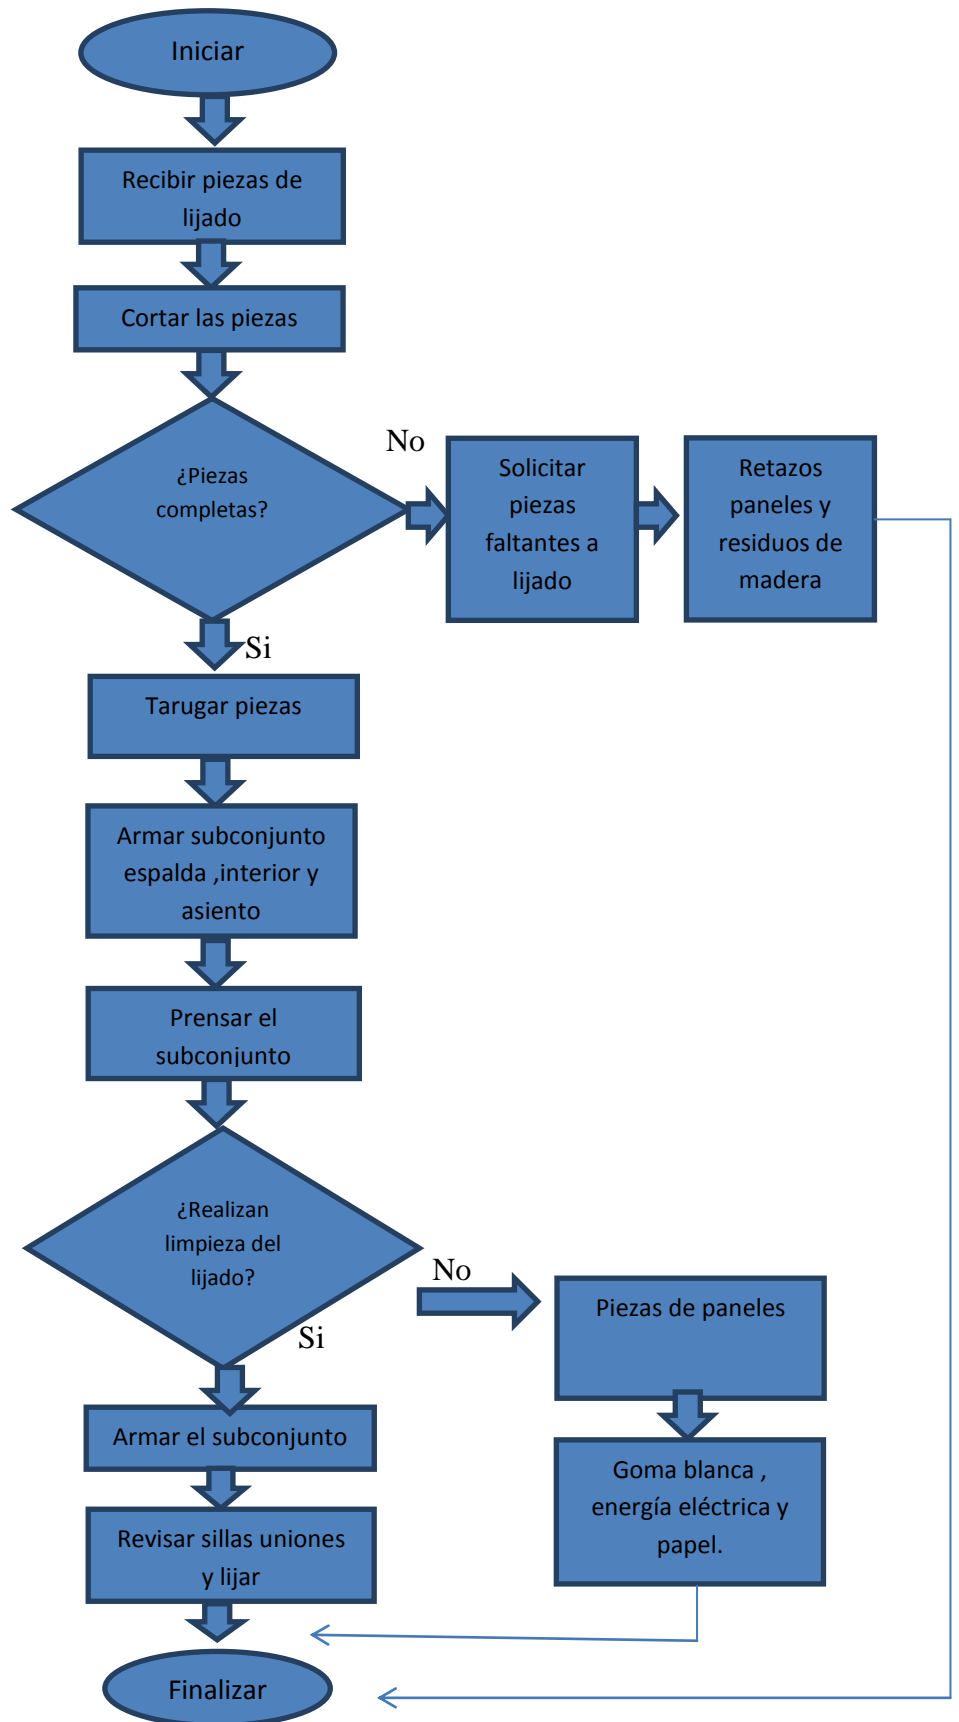 Iniciar
Recibir piezas de
lijado
Cortar las piezas
¿Piezas
completas?
No
Solicitar
piezas
faltantes a
lijado
Retazos
paneles y
residuos de
madera
Si
Tarugar piezas
Armar subconjunto
espalda ,interior y
asiento
Prensar el
subconjunto
¿Realizan
limpieza del
lijado?
No
Piezas de paneles
Goma blanca ,
energía eléctrica y
papel.
Si
Armar el subconjunto
Revisar sillas uniones
y lijar
Finalizar